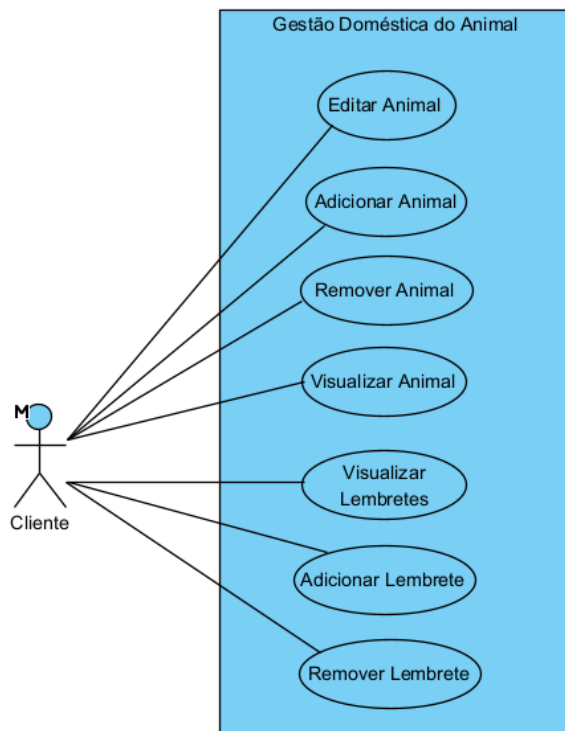 Gestão Doméstica do Animal
Editar Animal
Adicionar Animal
Remover Animal
Visualizar Animal
M
Cliente
Visualizar
Lembretes
Adicionar Lembrete
Remover Lembrete